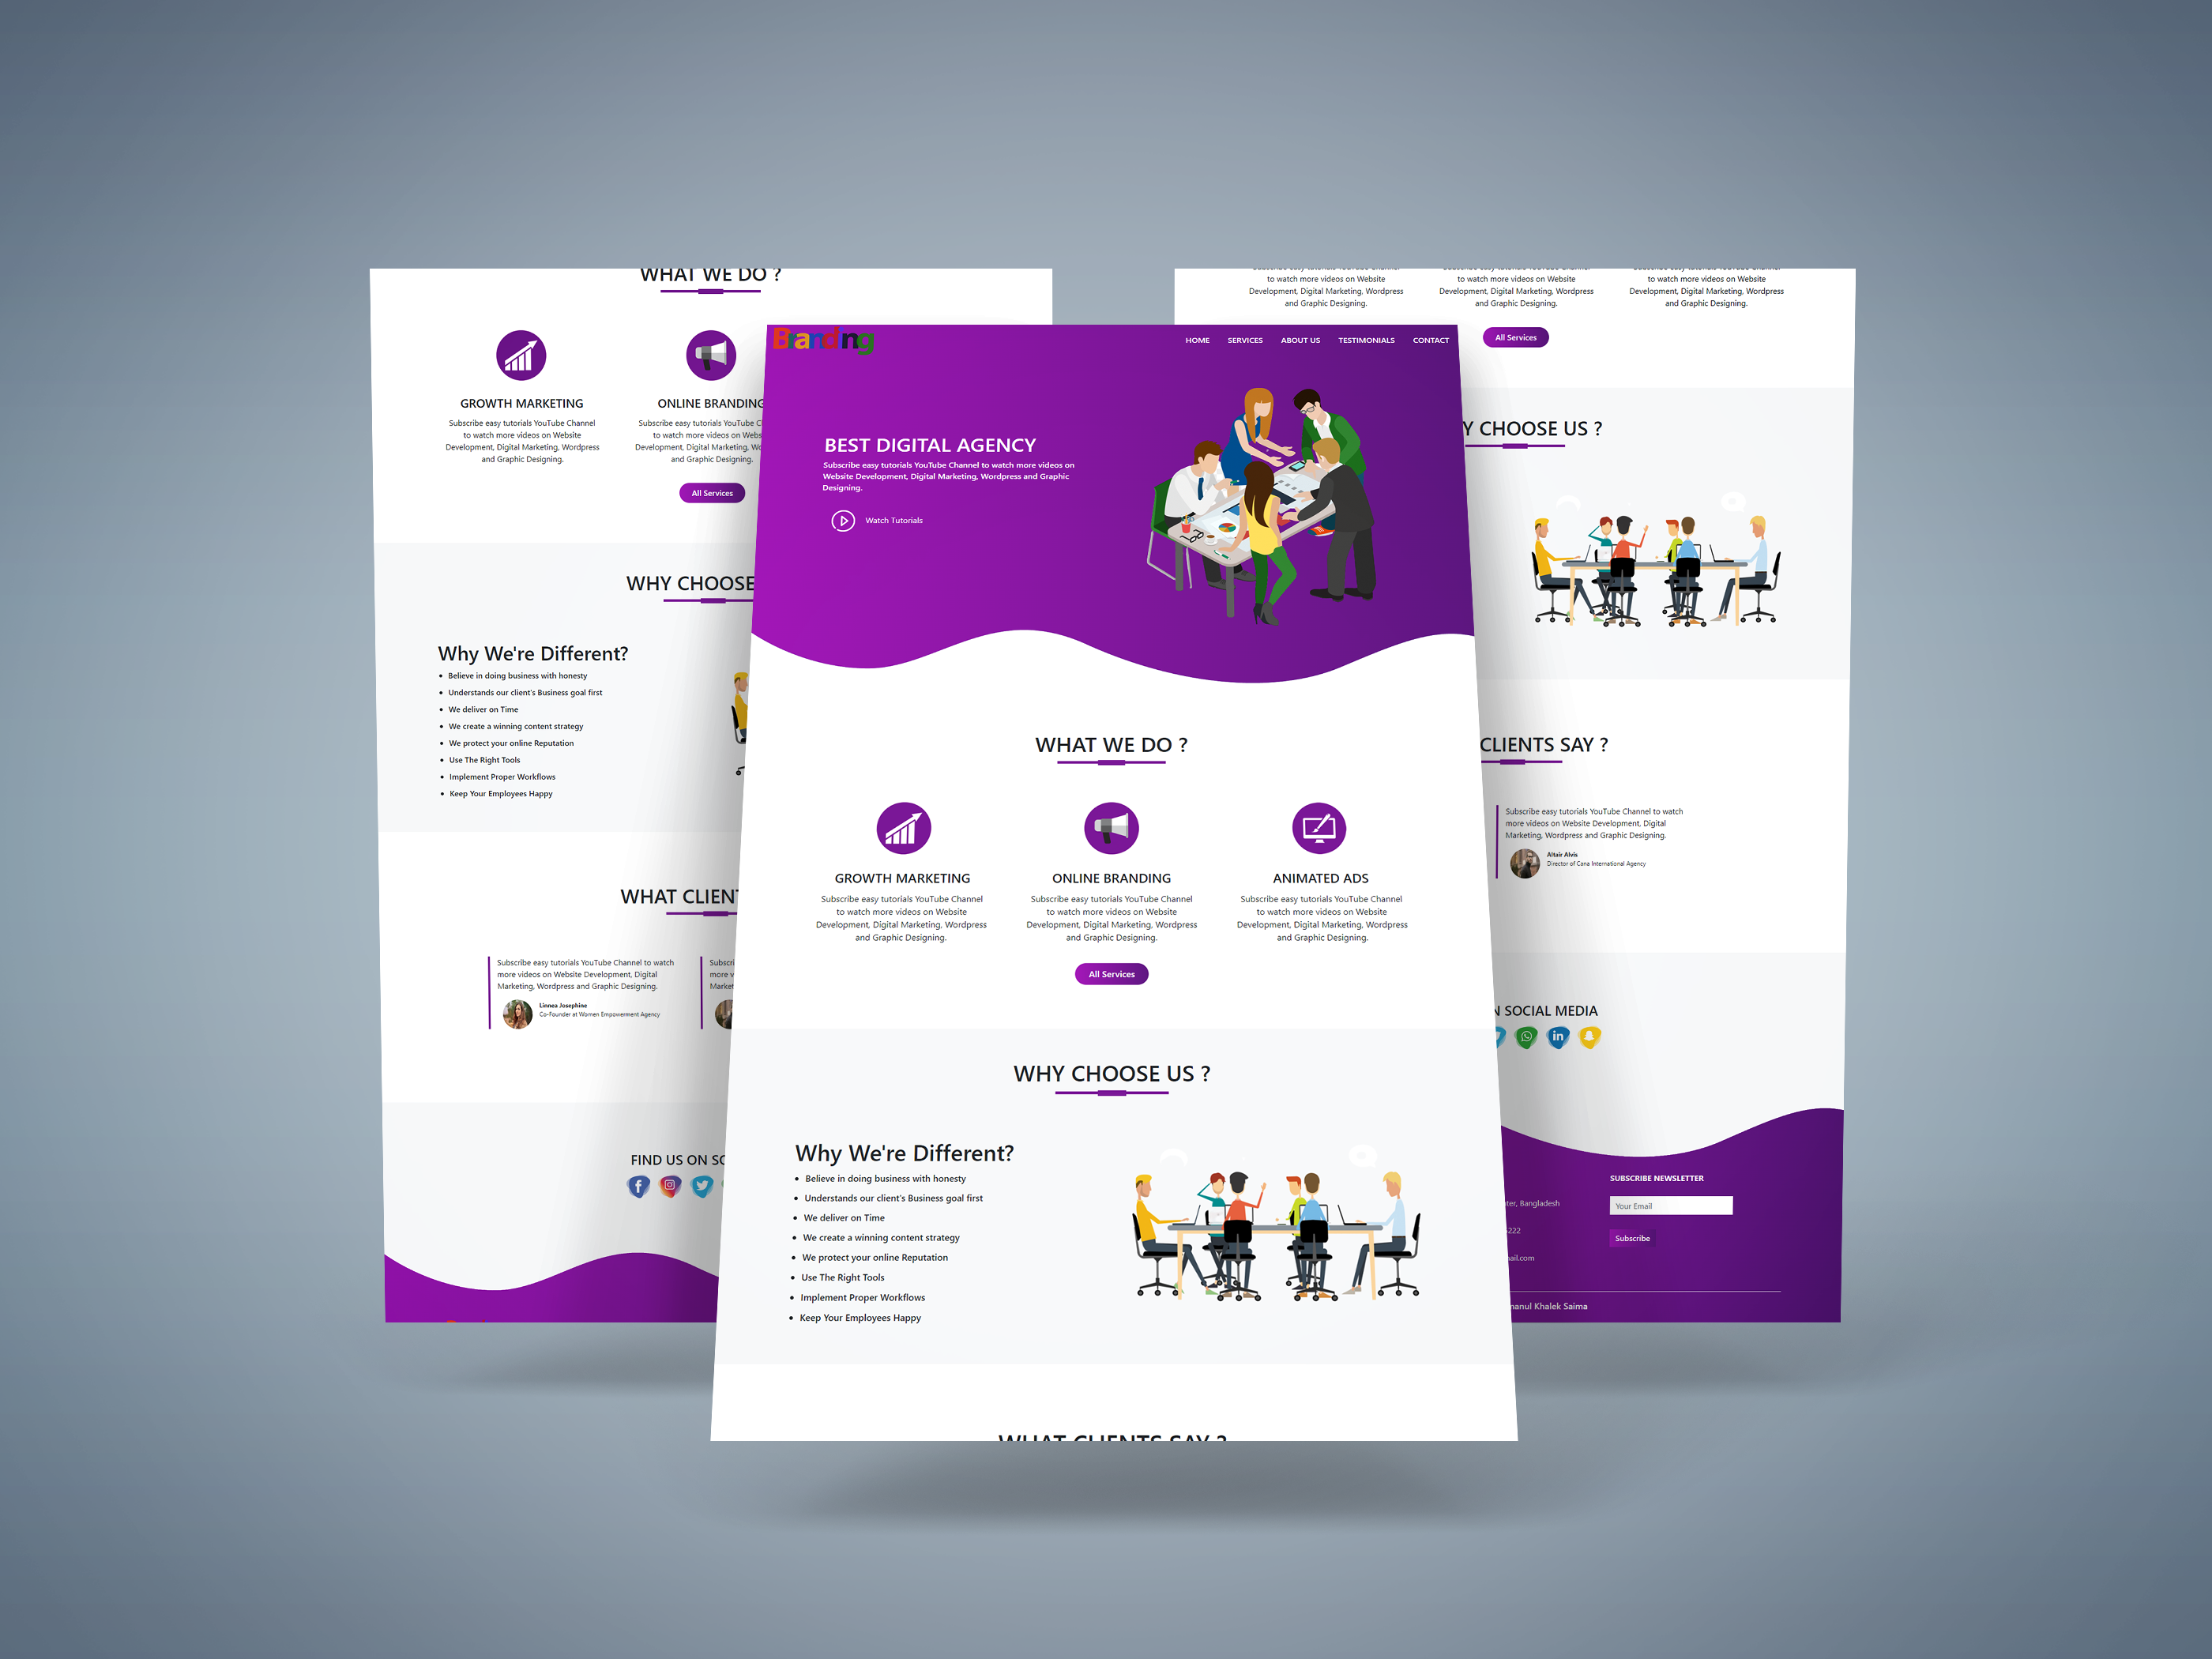 WHAT WE DO ?
GROWTH MARKETING
Subscribe easy tutorials YouTube Channel
to watch more videos on Website
Development, Digital Marketing, Wordpress
and Graphic Designing.
ONLINE BRANDING
Subscribe easy tutorials YouTube
to watch more videos on
Development, Digital Marketing,
and Graphic Designing.
All Services
WHY CHOOSE
Why We're Different?
Believe in doing business with honesty
Understands our client's Business goal first
We deliver on Time
We create a winning content strategy
We protect your online Reputation
Use The Right Tools
Implement Proper Workflows
Keep Your Employees Happy
WHAT
Subscribe easy tutorials YouTube Channel to watch
more videos on Website Development, Digital
Marketing, Wordpress and Graphic Designing.
Linnea Josephine
Co-Founder at Women Empowerment Agency
more
FIND US ON
Branding
HOME SERVICES ABOUT US TESTIMONIALS CONTACT
BEST DIGITAL AGENCY
Subscribe easy tutorials YouTube Channel to watch more videos on
Website Development, Digital Marketing, Wordpress and Graphic
Designing.
Watch Tutorials
WHAT WE DO ?
GROWTH MARKETING
Subscribe easy tutorials YouTube Channel
to watch more videos on Website
Development, Digital Marketing, Wordpress
and Graphic Designing.
ONLINE BRANDING
Subscribe easy tutorials YouTube Channel
to watch more videos on Website
Development, Digital Marketing, Wordpress
and Graphic Designing.
ANIMATED ADS
Subscribe easy tutorials YouTube Channel
to watch more videos on Website
Development, Digital Marketing, Wordpress
and Graphic Designing.
All Services
WHY CHOOSE US ?
Why We're Different?
Believe in doing business with honesty
Understands our client's Business goal first
We deliver on Time
We create a winning content strategy
We protect your online Reputation
Use The Right Tools
Implement Proper Workflows
Keep Your Employees Happy
WHAT CLIENTS SAY ?
Subscribe easy tutorials YouTube Channel
to watch more videos on Website
Development, Digital Marketing, Wordpress
and Graphic Designing.
Subscribe easy tutorials YouTube Channel
to watch more videos on Website
Development, Digital Marketing, Wordpress
and Graphic Designing.
Subscribe easy tutorials YouTube Channel
to watch more videos on Website
Development, Digital Marketing, Wordpress
and Graphic Designing.
All Services
CHOOSE US ?
CLIENTS SAY ?
Subscribe easy tutorials YouTube Channel to watch
more videos on Website Development, Digital
Marketing, Wordpress and Graphic Designing.
Altair Alvis
Director of Cana International Agency
SOCIAL MEDIA
in
Bangladesh
SUBSCRIBE NEWSLETTER
Your Email
Subscribe
Khalek Saima